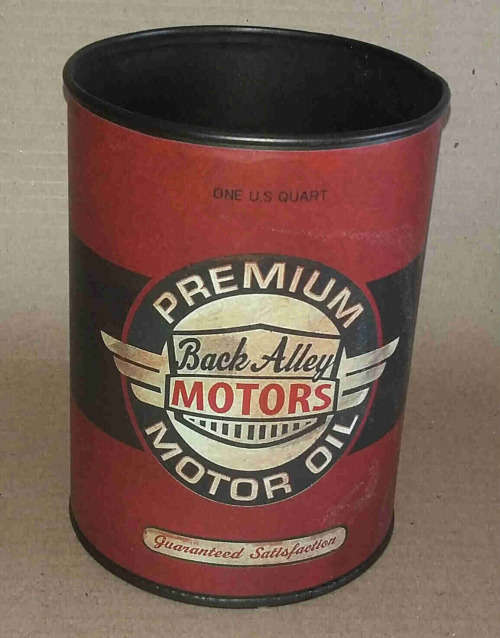 ONE U.S QUART
PREMIUM
Back Alley
MOTORS
MOTOR OIL
Guaranteed Satisfaction